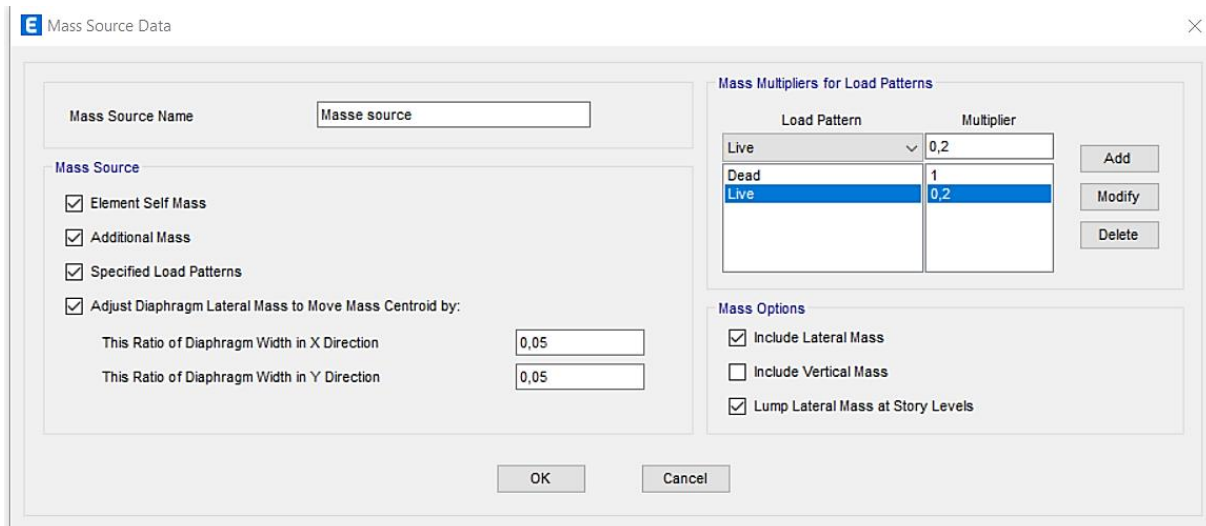 E Mass Source Data
Mass Source Name Masse source
Mass Source
Element Self Mass
Additional Mass
Specified Load Patterns
Adjust Diaphragm Lateral Mass to Move Mass Centroid by:
This Ratio of Diaphragm Width in X Direction 0,05
This Ratio of Diaphragm Width in Y Direction 0,05
Mass Multipliers for Load Patterns
Load Pattern Multiplier
Live 0,2 Add
Dead 1
Live 0,2 Modify
Delete
Mass Options
Include Lateral Mass
Include Vertical Mass
Lump Lateral Mass at Story Levels
OK Cancel